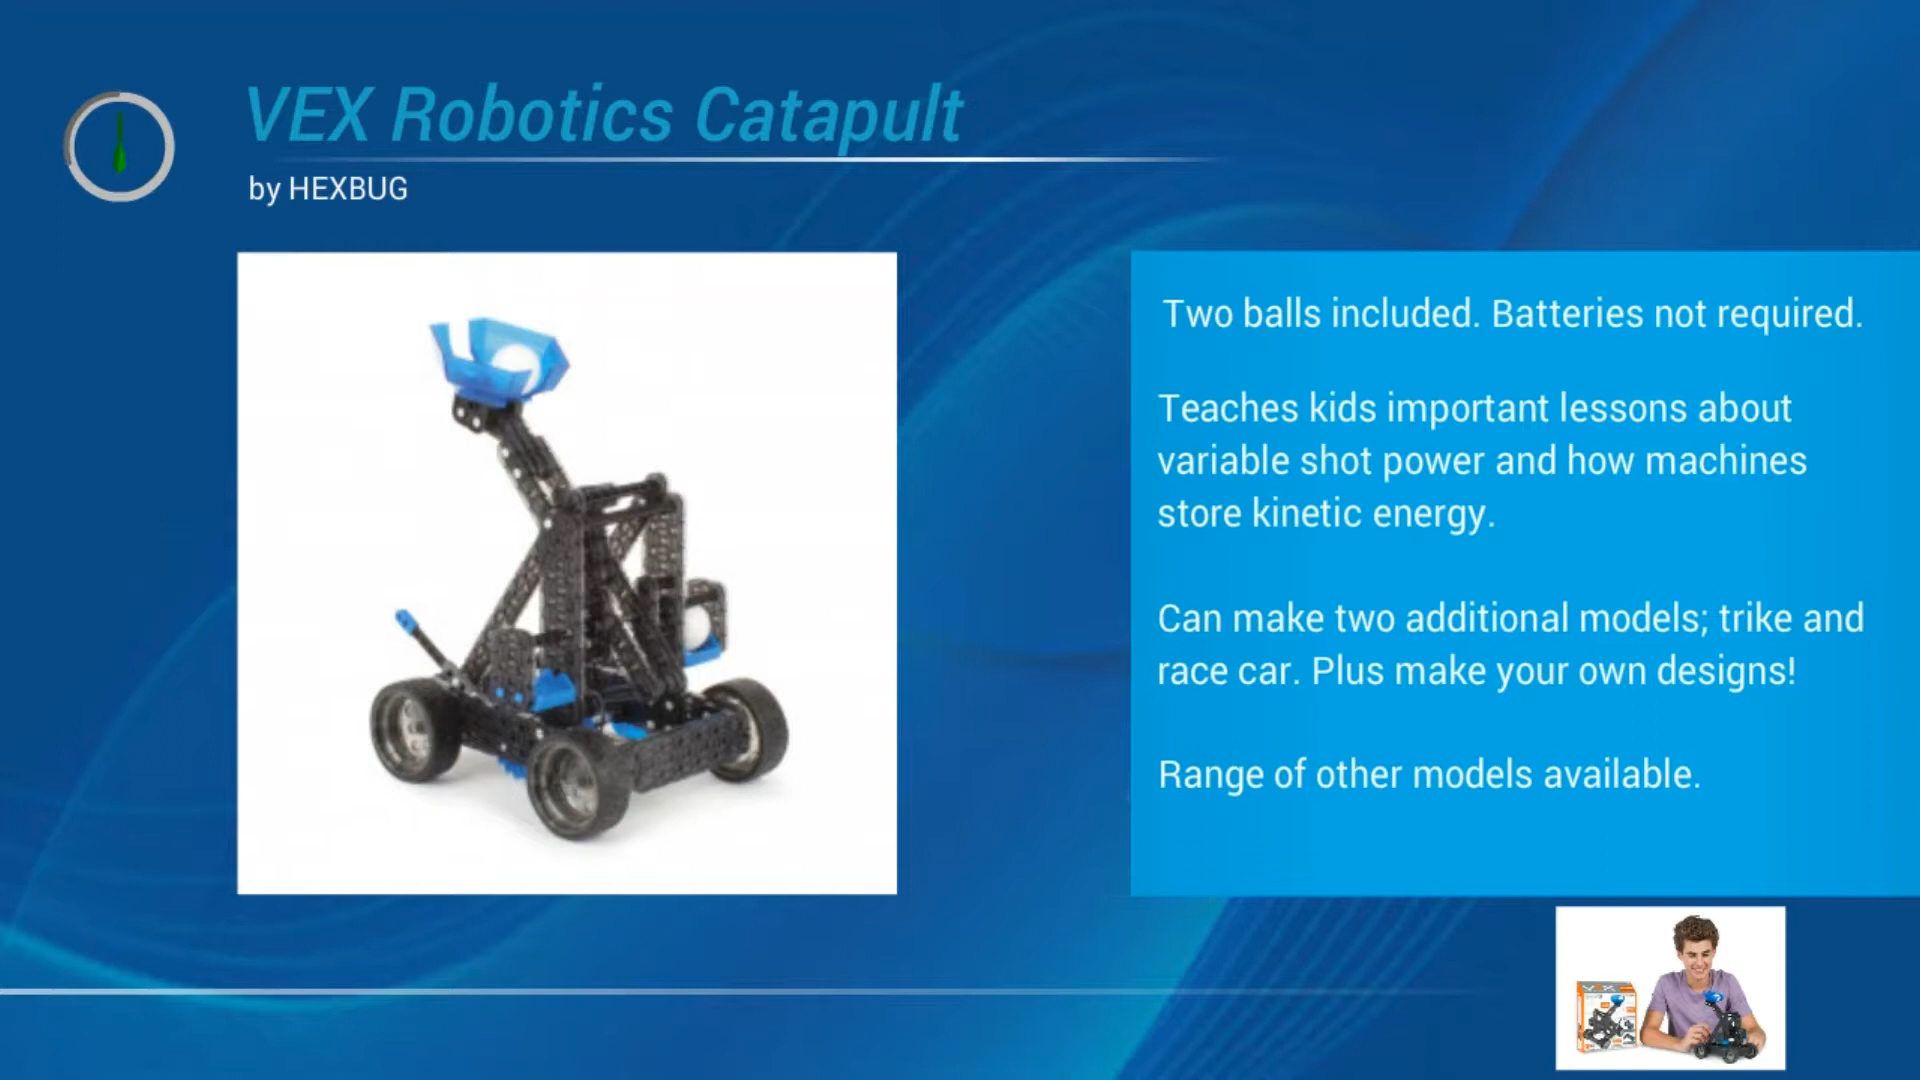 VEX Robotics Catapult
by HEXBUG
Two balls included. Batteries not required.
Teaches kids important lessons about
variable shot power and how machines
store kinetic energy.
Can make two additional models; trike and
race car. Plus make your own designs!
Range of other models available.
VEX